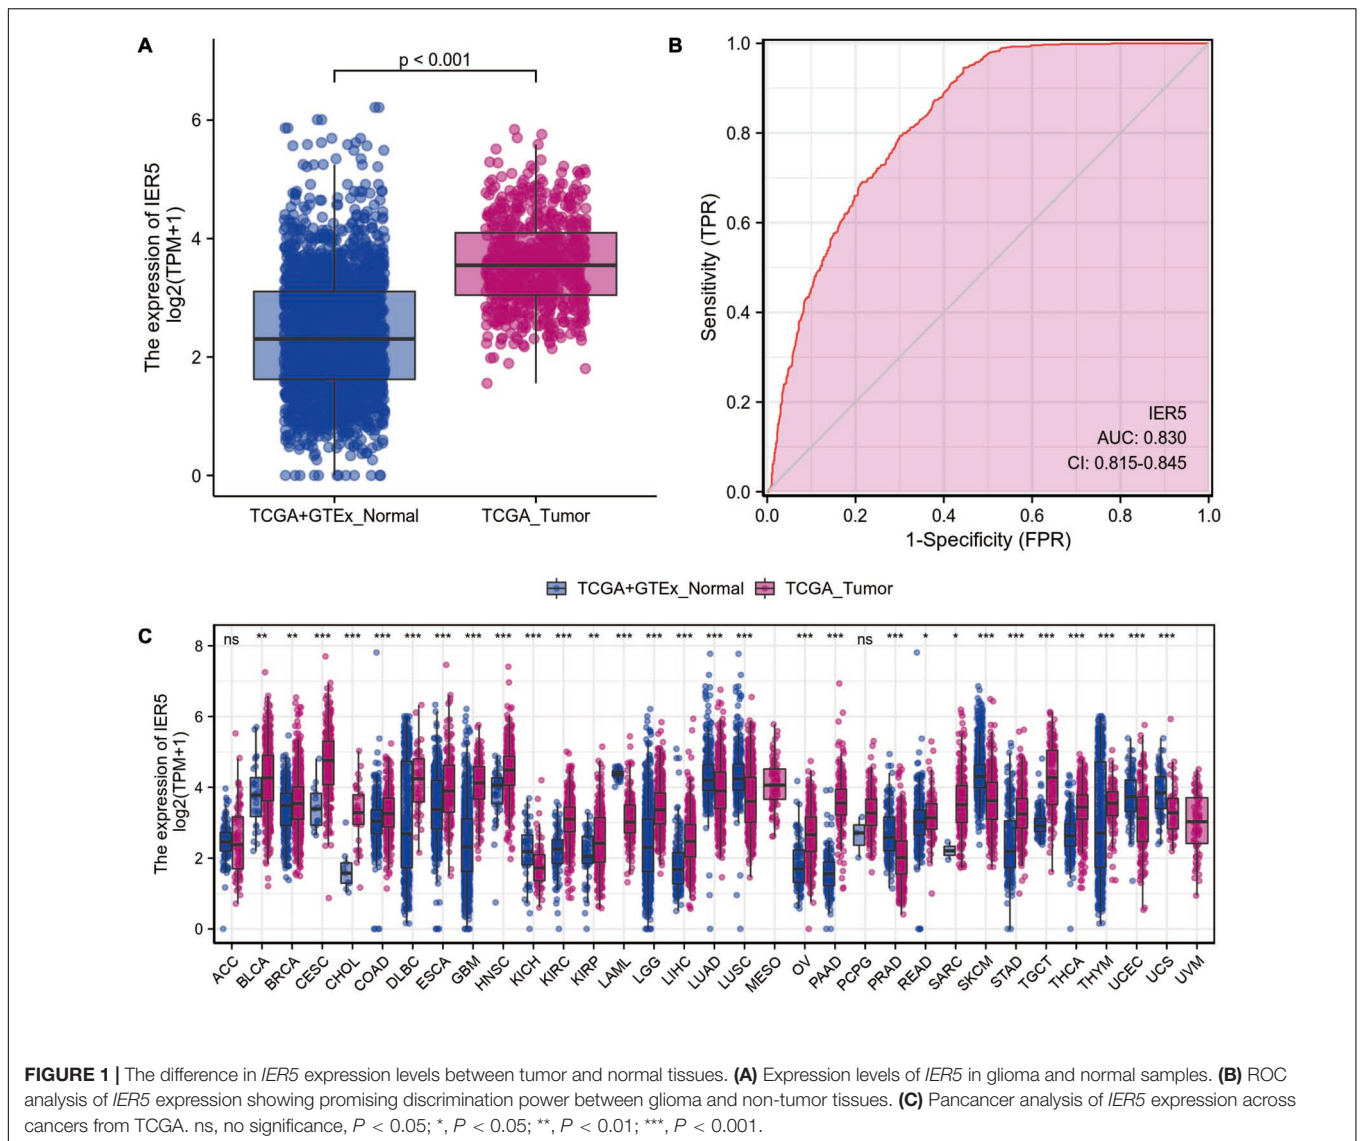 A
p < 0.001
The expression of IER5
log2(TPM+1)
6
4
2
0
TCGA+GTEx_Normal
TCGA_Tumor
B
Sensitivity (TPR)
1.0
0.8
0.6
0.4
0.2
0.0
IER5
AUC: 0.830
CI: 0.815-0.845
0.0 0.2 0.4 0.6 0.8 1.0
1-Specificity (FPR)
TCGA+GTEx_Normal TCGA_Tumor
C
The expression of IER5
log2(TPM+1)
8
6
4
2
0
ns ** ** *** *** *** *** *** *** *** *** *** ** *** *** *** *** *** *** *** ns *** * * *** *** *** *** *** *** ***
ACC BLCA BRCA CESC CHOL COAD DLBC ESCA GBM HNSC KICH KIRC KIRP LAML LGG LIHC LUAD LUSC MESO OV PAAD PCPG PRAD READ SARC SKCM STAD TGCT THCA THYM UCEC UCS UVM
FIGURE 1 | The difference in IER5 expression levels between tumor and normal tissues. (A) Expression levels of IER5 in glioma and normal samples. (B) ROC
analysis of IER5 expression showing promising discrimination power between glioma and non-tumor tissues. (C) Pancancer analysis of IER5 expression across
cancers from TCGA. ns, no significance, P < 0.05; *, P < 0.05; **, P < 0.01; ***, P < 0.001.